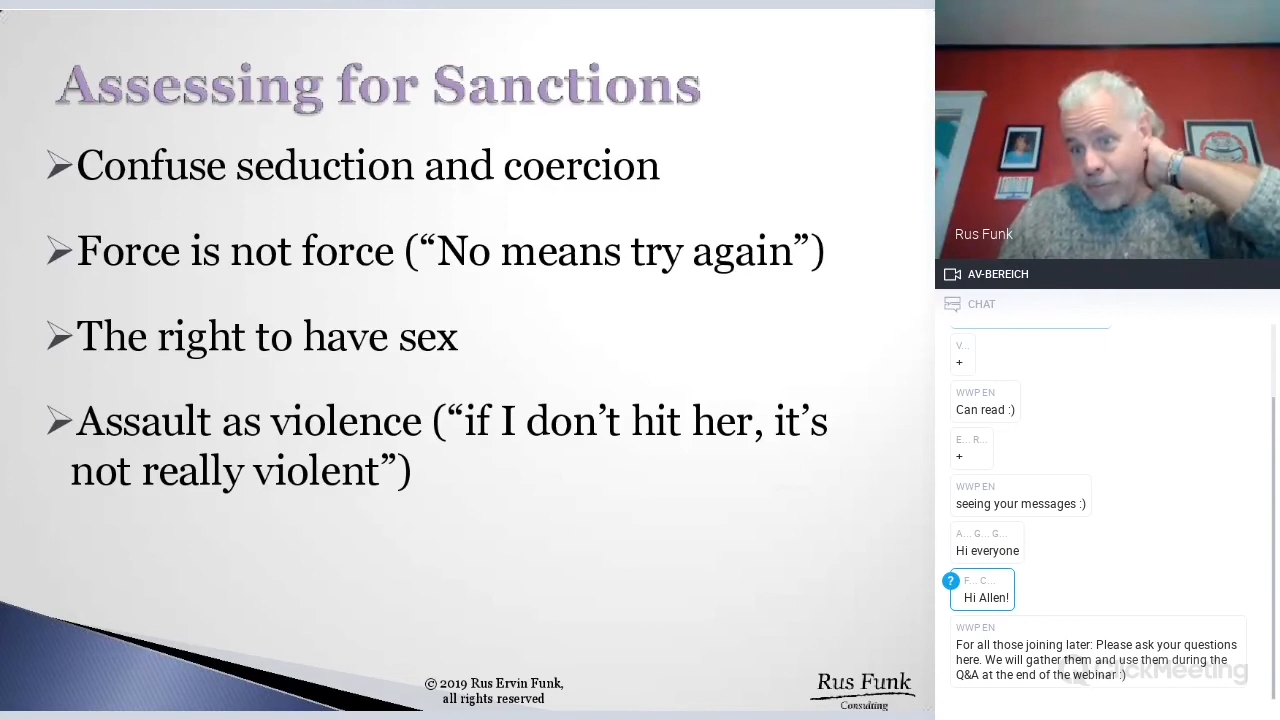 Assessing for Sanctions
➢Confuse seduction and coercion
➢Force is not force (“No means try again”)
➢The right to have sex
➢Assault as violence (“if I don’t hit her, it’s
not really violent”)
© 2019 Rus Ervin Funk,
all rights reserved
Rus Funk
Consulting
Rus Funk
AV-BEREICH
CHAT
V...
+
WWP EN
Can read :)
E... R...
+
WWP EN
seeing your messages :)
A... G... G...
Hi everyone
?
F... C...
Hi Allen!
WWP EN
For all those joining later: Please ask your questions
here. We will gather them and use them during the
Q&A at the end of the webinar :)
ClickMeeting